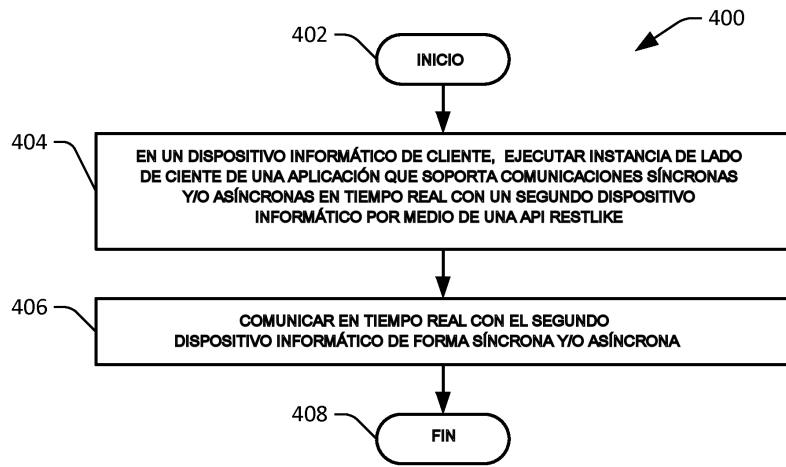 400
402
INICIO
404
EN UN DISPOSITIVO INFORMÁTICO DE CLIENTE, EJECUTAR INSTANCIA DE LADO
DE CIENTE DE UNA APLICACIÓN QUE SOPORTA COMUNICACIONES SÍNCRONAS
Y/O ASÍNCRONAS EN TIEMPO REAL CON UN SEGUNDO DISPOSITIVO
INFORMÁTICO POR MEDIO DE UNA API RESTLIKE
406
COMUNICAR EN TIEMPO REAL CON EL SEGUNDO
DISPOSITIVO INFORMÁTICO DE FORMA SÍNCRONA Y/O ASÍNCRONA
408
FIN